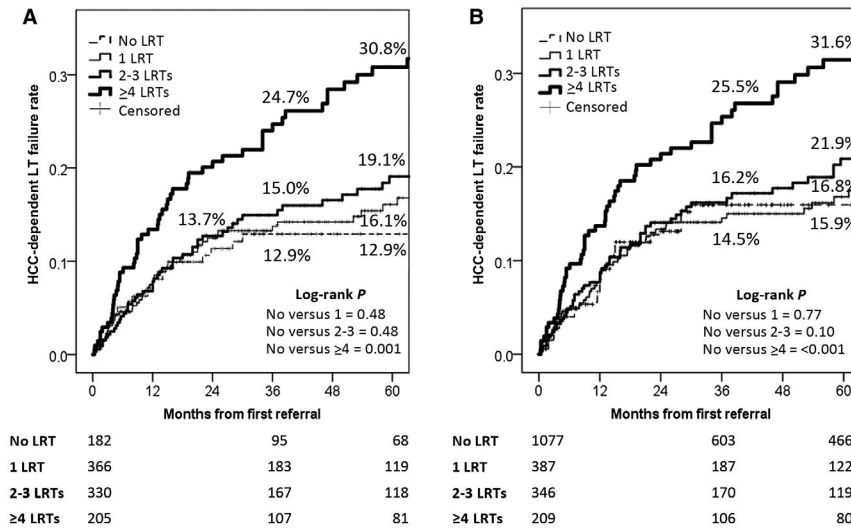 A
No LRT
1 LRT
2-3 LRTs
≥4 LRTs
Censored
HCC-dependent LT failure rate
0.3
0.2
0.1
0.0
30.8%
24.7%
19.1%
15.0%
13.7%
16.1%
12.9%
12.9%
Log-rank P
No versus 1 = 0.48
No versus 2-3 = 0.48
No versus ≥4 = 0.001
0 12 24 36 48 60
Months from first referral
No LRT 182 95 68
1 LRT 366 183 119
2-3 LRTs 330 167 118
≥4 LRTs 205 107 81
B
No LRT
1 LRT
2-3 LRTs
≥4 LRTs
Censored
HCC-dependent LT failure rate
0.3
0.2
0.1
0.0
31.6%
25.5%
21.9%
16.2%
16.8%
15.9%
14.5%
Log-rank P
No versus 1 = 0.77
No versus 2-3 = 0.10
No versus ≥4 = <0.001
0 12 24 36 48 60
Months from first referral
No LRT 1077 603 466
1 LRT 387 187 122
2-3 LRTs 346 170 119
≥4 LRTs 209 106 80